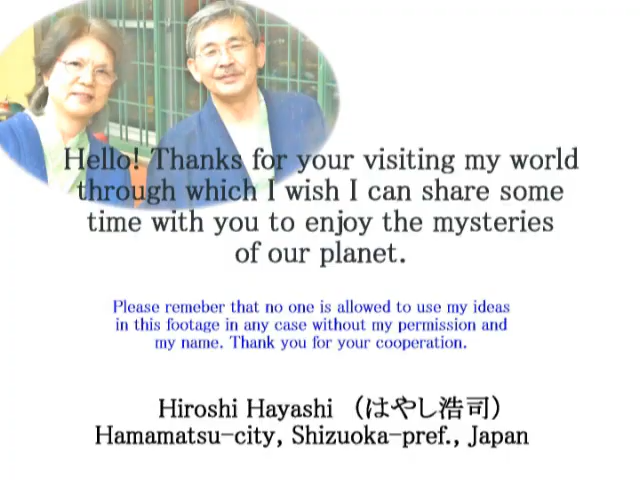 Hello! Thanks for your visiting my world
through which I wish I can share some
time with you to enjoy the mysteries
of our planet.
Please remeber that no one is allowed to use my ideas
in this footage in any case without my permission and
my name. Thank you for your cooperation.
Hiroshi Hayashi （はやし浩司）
Hamamatsu-city, Shizuoka-pref., Japan